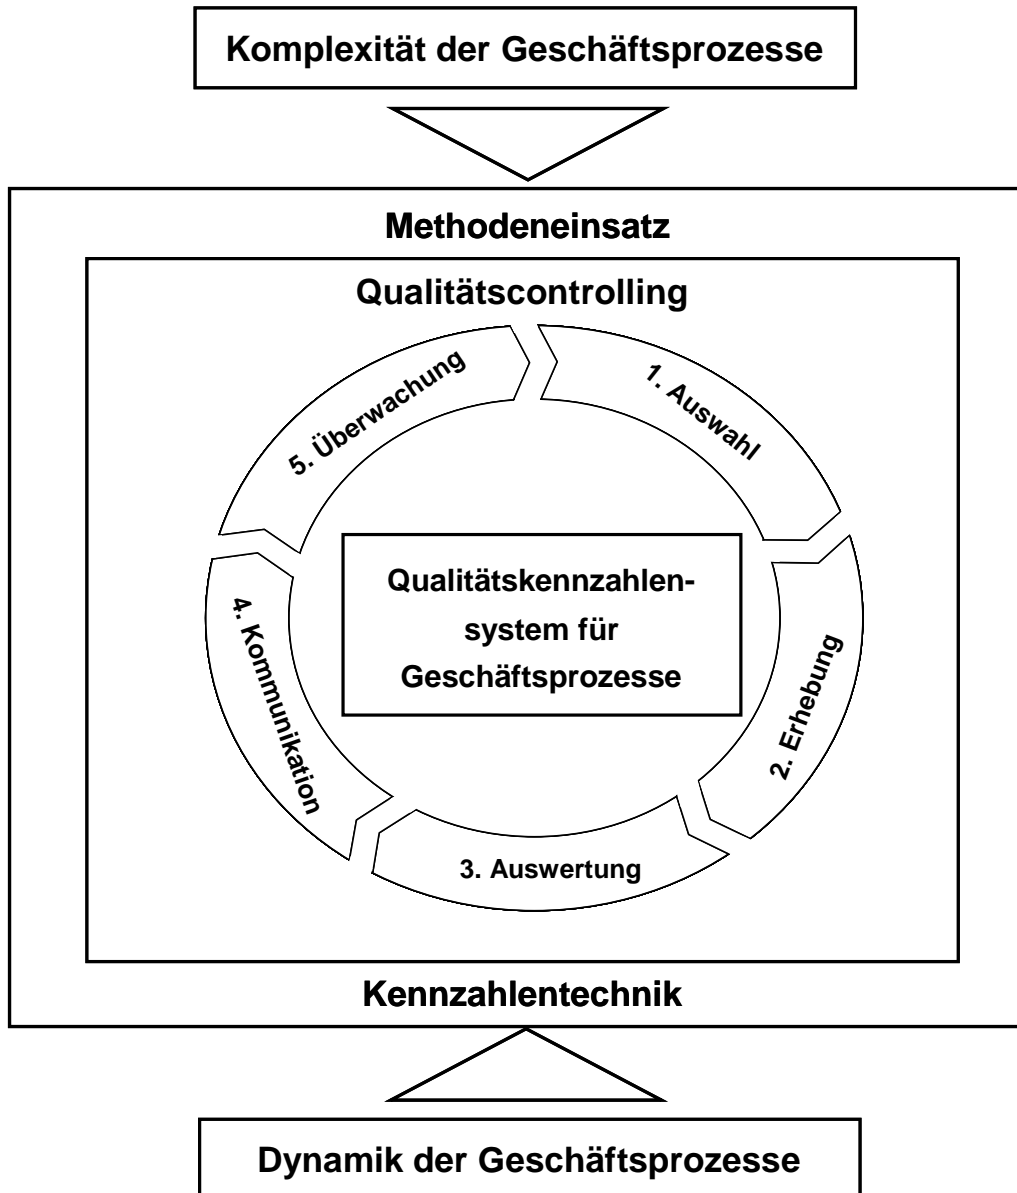 Komplexität der Geschäftsprozesse
Methodeneinsatz
Qualitätscontrolling
1. Auswahl
2. Erhebung
3. Auswertung
4. Kommunikation
5. Überwachung
Qualitätskennzahlen-
system für
Geschäftsprozesse
Kennzahlentechnik
Dynamik der Geschäftsprozesse